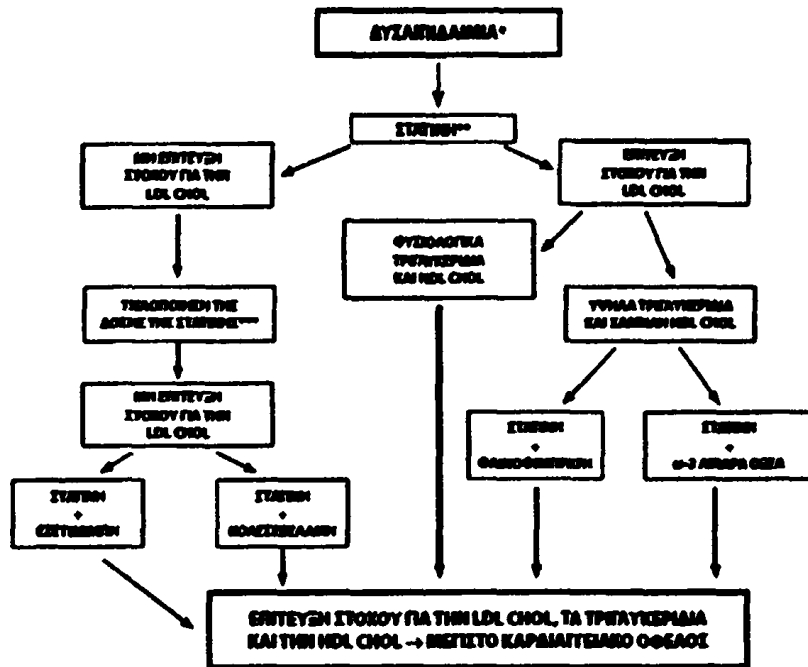 ΔΥΣΛΙΠΙΔΑΙΜΙΑ*
ΣΤΑΤΙΝΗ**
ΜΗ ΕΠΙΤΕΥΞΗ
ΣΤΟΧΟΥ ΓΙΑ ΤΗΝ
LDL CHOL
ΕΠΙΤΕΥΞΗ
ΣΤΟΧΟΥ ΓΙΑ ΤΗΝ
LDL CHOL
ΦΥΣΙΟΛΟΓΙΚΑ
ΤΡΙΓΛΥΚΕΡΙΔΙΑ
ΚΑΙ HDL CHOL
ΤΙΤΛΟΠΟΙΗΣΗ ΤΗΣ
ΔΟΣΗΣ ΤΗΣ ΣΤΑΤΙΝΗΣ***
ΥΨΗΛΑ ΤΡΙΓΛΥΚΕΡΙΔΙΑ
ΚΑΙ ΧΑΜΗΛΗ HDL CHOL
ΜΗ ΕΠΙΤΕΥΞΗ
ΣΤΟΧΟΥ ΓΙΑ ΤΗΝ
LDL CHOL
ΣΤΑΤΙΝΗ
+
ΦΑΙΝΟΦΙΜΠΡΑΤΗ
ΣΤΑΤΙΝΗ
+
ω-3 ΛΙΠΑΡΑ ΟΞΕΑ
ΣΤΑΤΙΝΗ
+
ΕΖΕΤΙΜΙΜΠΗ
ΣΤΑΤΙΝΗ
+
ΚΟΛΕΣΕΒΕΛΑΜΗ
ΕΠΙΤΕΥΞΗ ΣΤΟΧΟΥ ΓΙΑ ΤΗΝ LDL CHOL, ΤΑ ΤΡΙΓΛΥΚΕΡΙΔΙΑ
ΚΑΙ ΤΗΝ HDL CHOL → ΜΕΓΙΣΤΟ ΚΑΡΔΙΑΓΓΕΙΑΚΟ ΟΦΕΛΟΣ